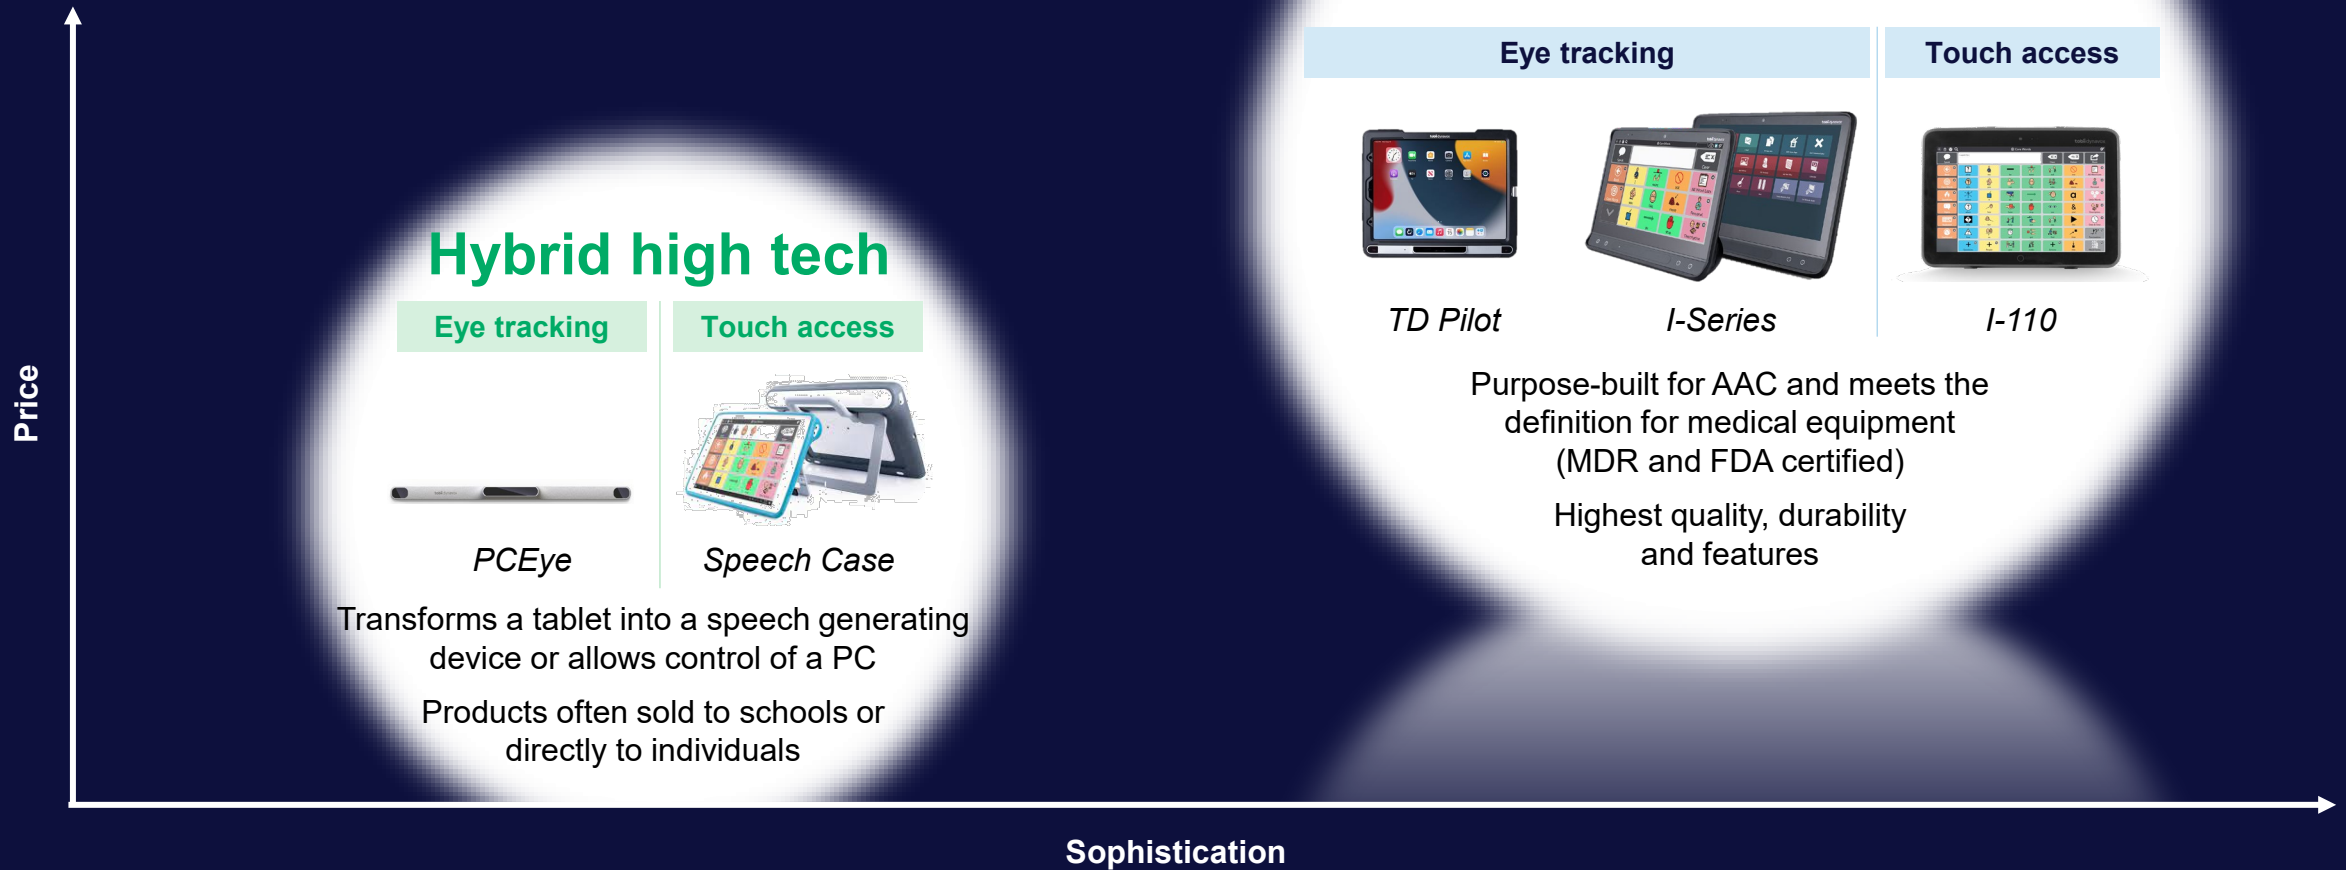 Price
Hybrid high tech
Eye tracking
Touch access
PCEye
Speech Case
Transforms a tablet into a speech generating
device or allows control of a PC
Products often sold to schools or
directly to individuals
Eye tracking
Touch access
TD Pilot
I-Series
I-110
Purpose-built for AAC and meets the
definition for medical equipment
(MDR and FDA certified)
Highest quality, durability
and features
Sophistication